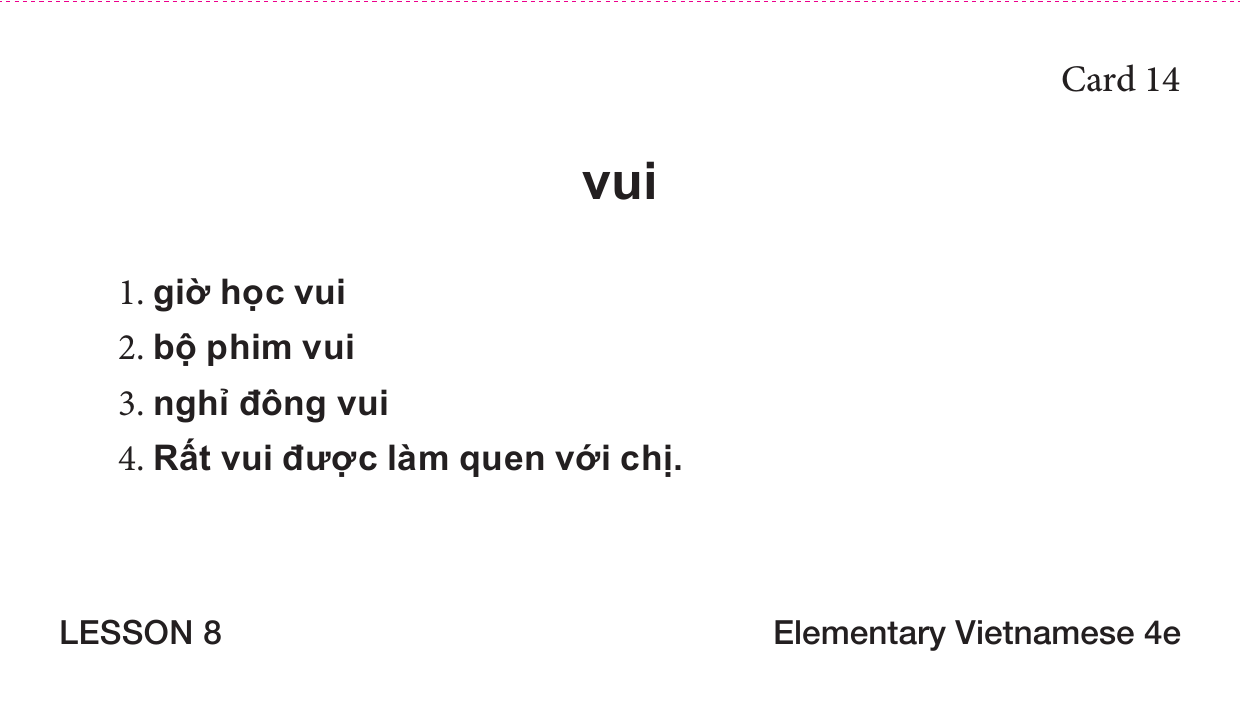 Card 14
vui
1. giờ học vui
2. bộ phim vui
3. nghỉ đông vui
4. Rất vui được làm quen với chị.
LESSON 8
Elementary Vietnamese 4e